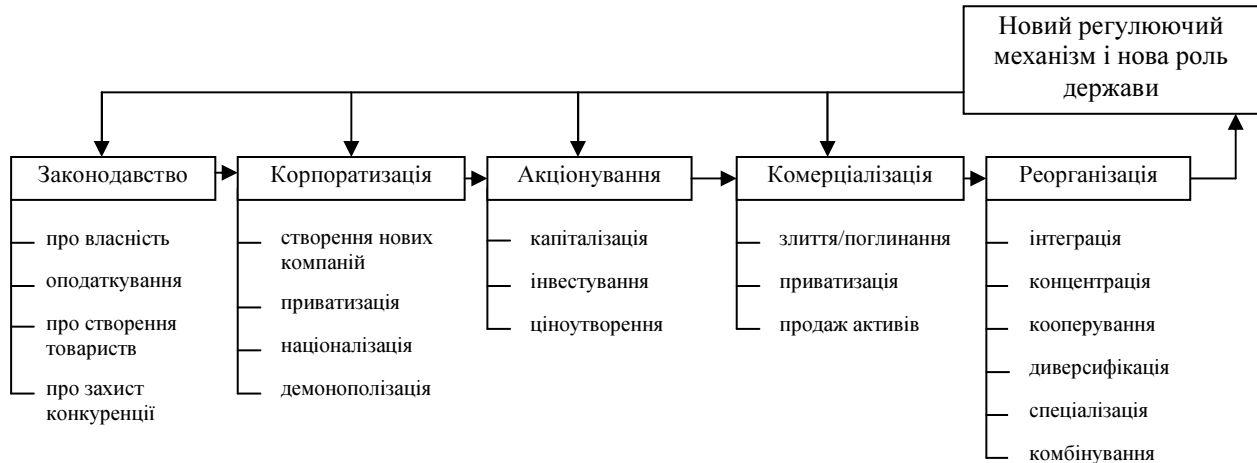 Новий регулюючий
механізм і нова роль
держави
Законодавство
про власність
оподаткування
про створення
товариств
про захист
конкуренції
Корпоратизація
створення нових
компаній
приватизація
націоналізація
демонополізація
Акціонування
капіталізація
інвестування
ціноутворення
Комерціалізація
злиття/поглинання
приватизація
продаж активів
Реорганізація
інтеграція
концентрація
кооперування
диверсифікація
спеціалізація
комбінування